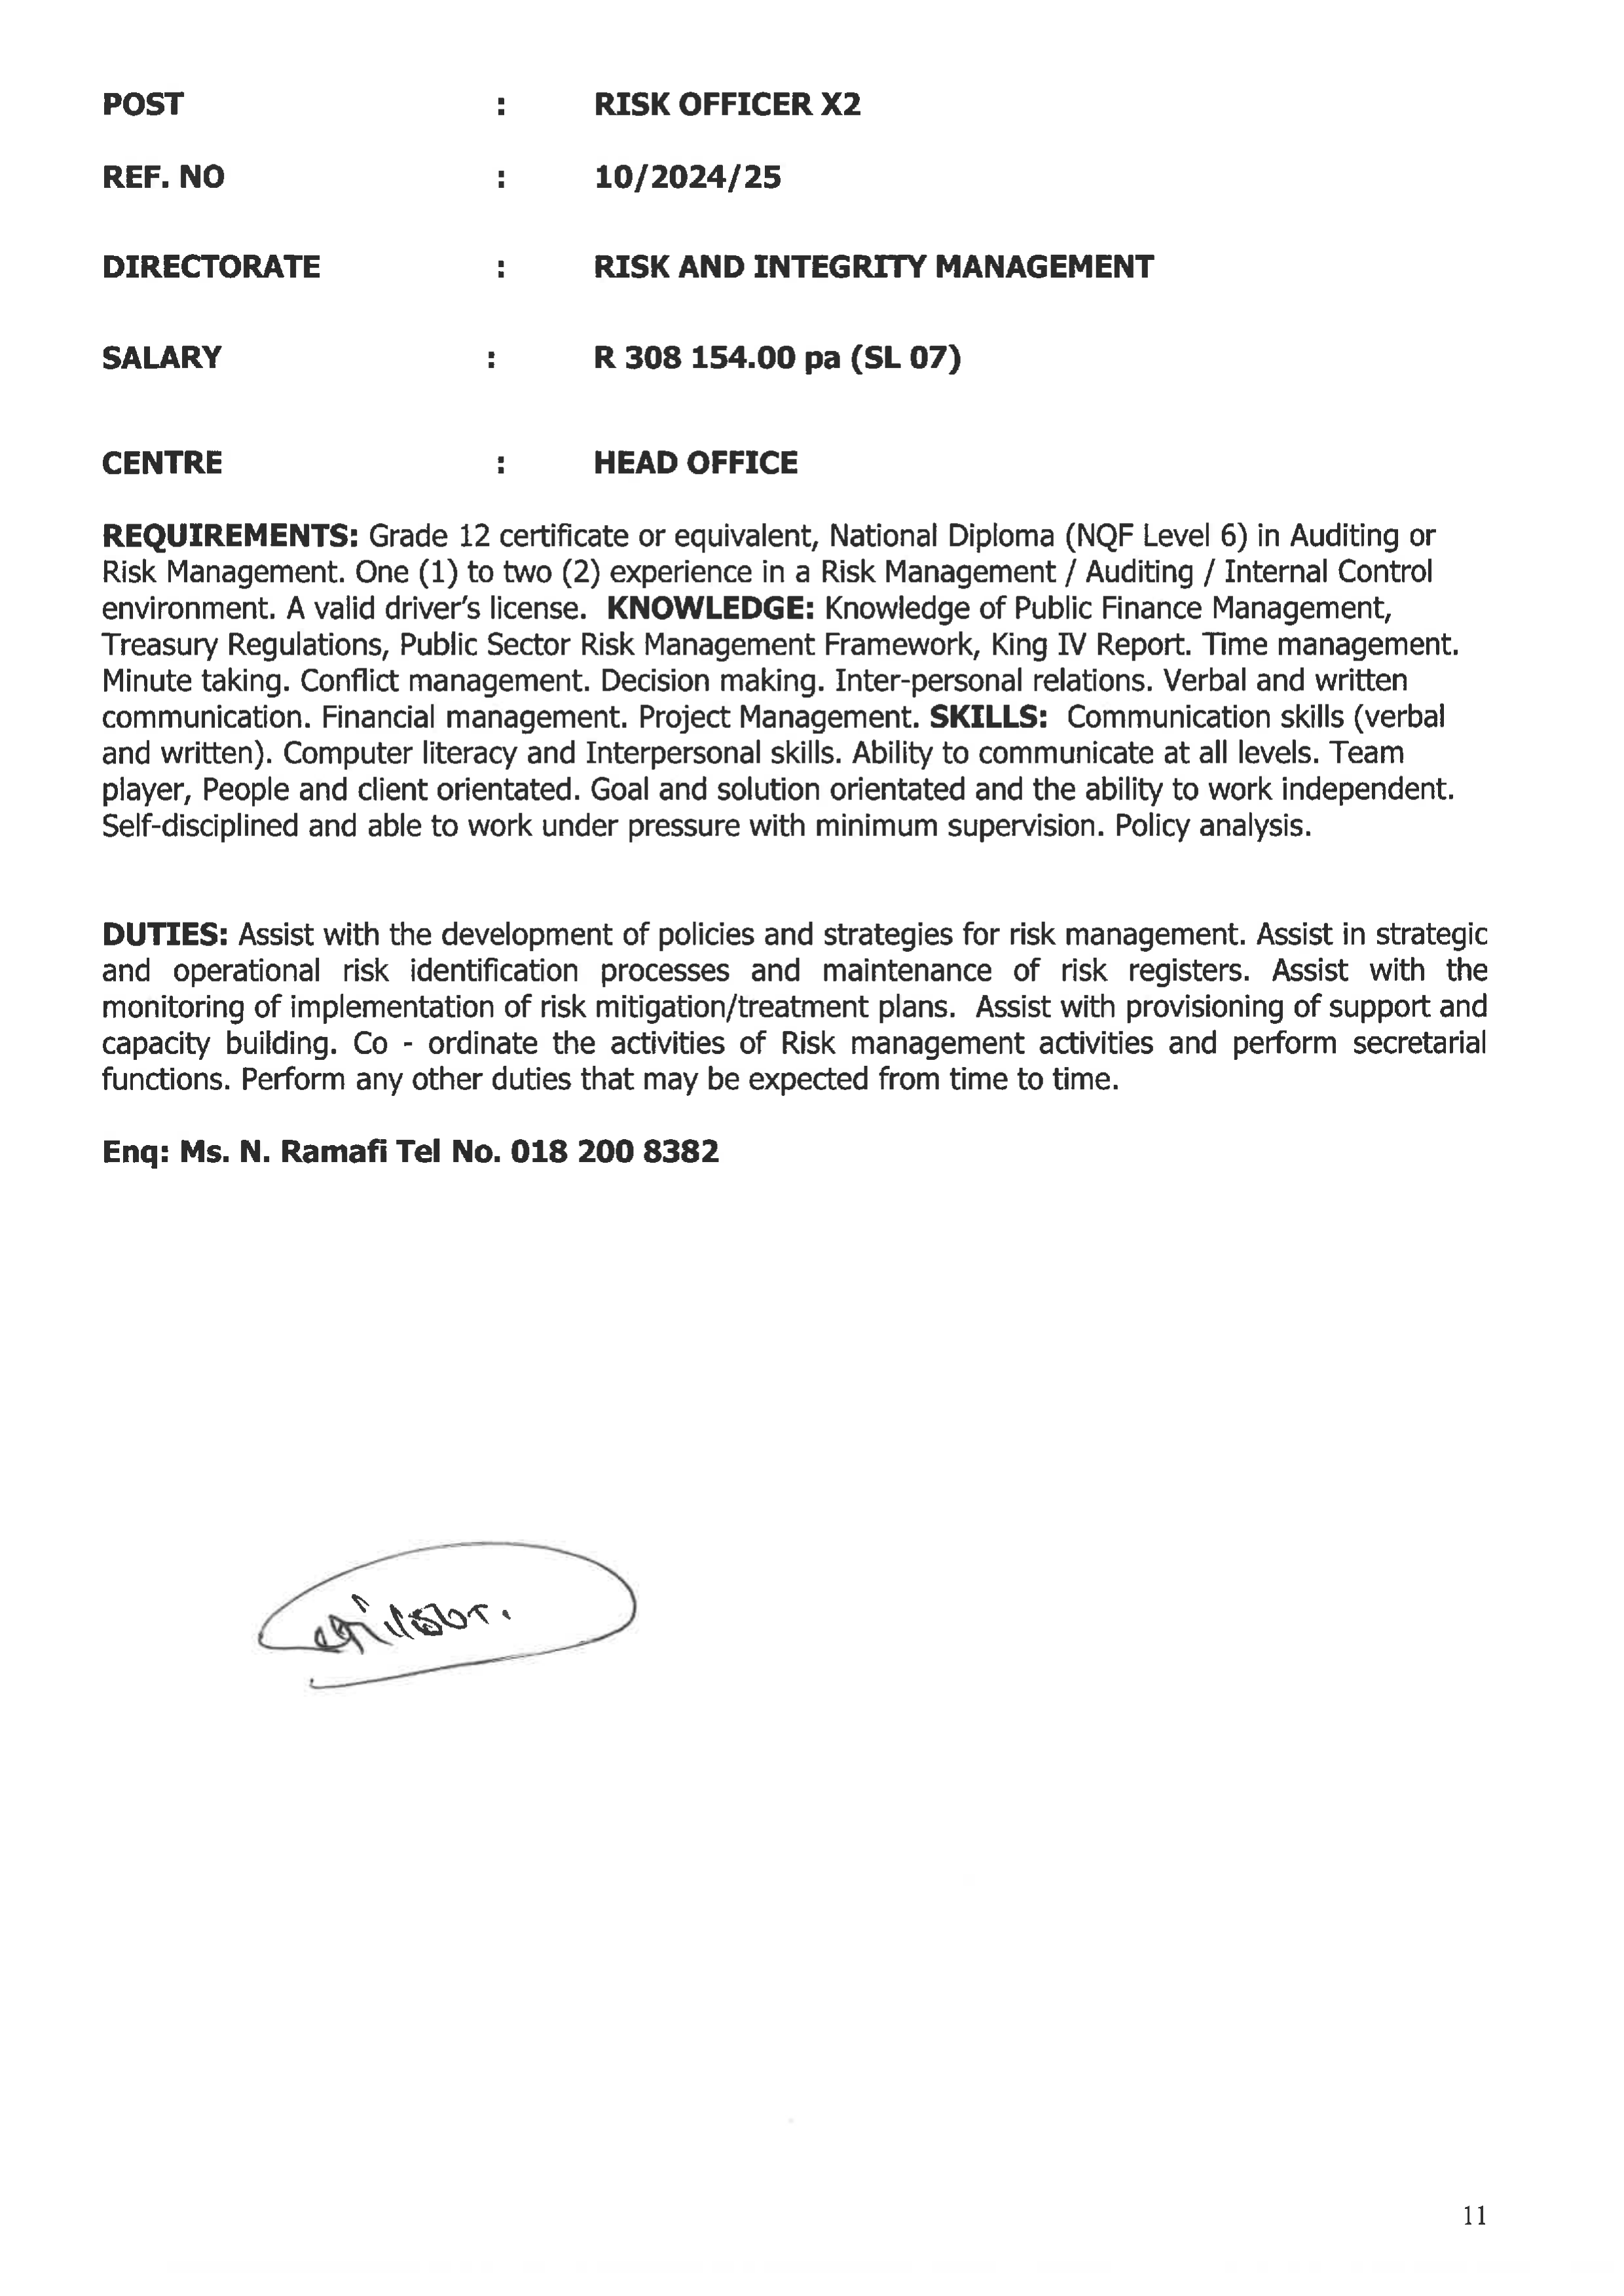 POST : RISK OFFICER X2
REF. NO : 10/2024/25
DIRECTORATE : RISK AND INTEGRITY MANAGEMENT
SALARY : R 308 154.00 pa (SL 07)
CENTRE : HEAD OFFICE
REQUIREMENTS: Grade 12 certificate or equivalent, National Diploma (NQF Level 6) in Auditing or
Risk Management. One (1) to two (2) experience in a Risk Management / Auditing / Internal Control
environment. A valid driver's license. KNOWLEDGE: Knowledge of Public Finance Management,
Treasury Regulations, Public Sector Risk Management Framework, King IV Report. Time management.
Minute taking. Conflict management. Decision making. Inter-personal relations. Verbal and written
communication. Financial management. Project Management. SKILLS: Communication skills (verbal
and written). Computer literacy and Interpersonal skills. Ability to communicate at all levels. Team
player, People and client orientated. Goal and solution orientated and the ability to work independent.
Self-disciplined and able to work under pressure with minimum supervision. Policy analysis.
DUTIES: Assist with the development of policies and strategies for risk management. Assist in strategic
and operational risk identification processes and maintenance of risk registers. Assist with the
monitoring of implementation of risk mitigation/treatment plans. Assist with provisioning of support and
capacity building. Co - ordinate the activities of Risk management activities and perform secretarial
functions. Perform any other duties that may be expected from time to time.
Enq: Ms. N. Ramafi Tel No. 018 200 8382
11